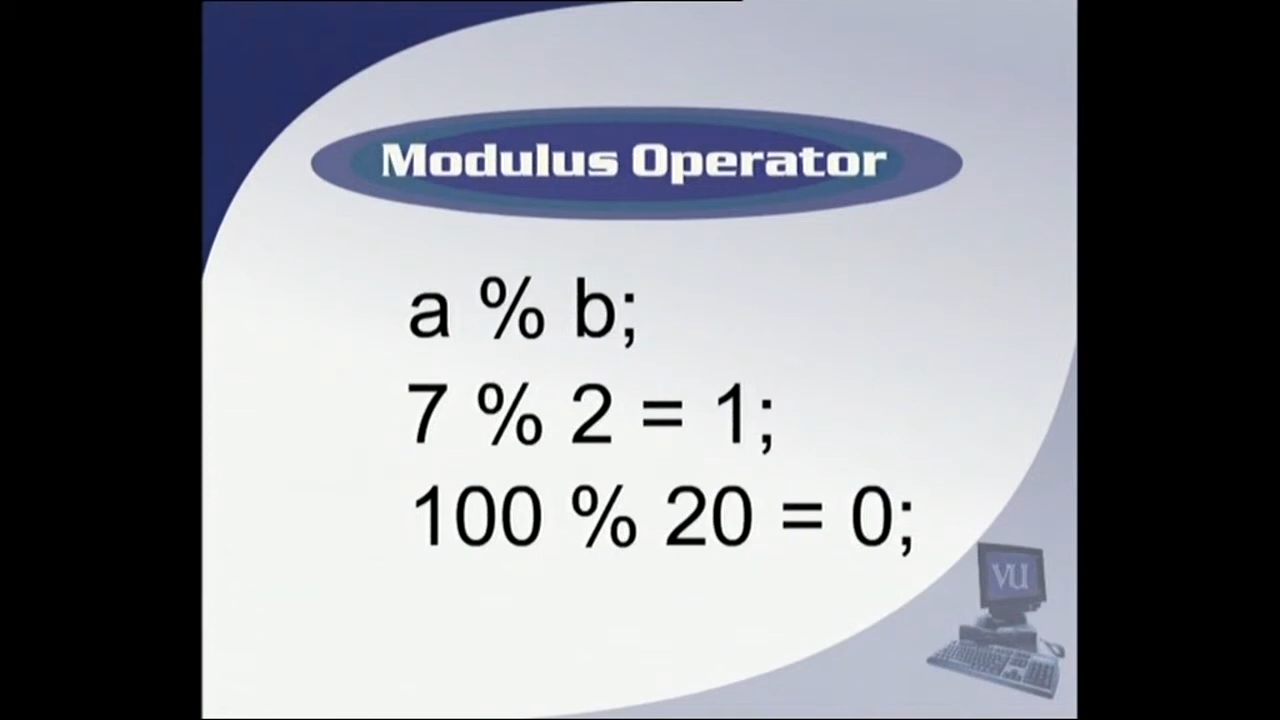 Modulus Operator
a % b;
7 % 2 = 1;
100 % 20 = 0;
VU